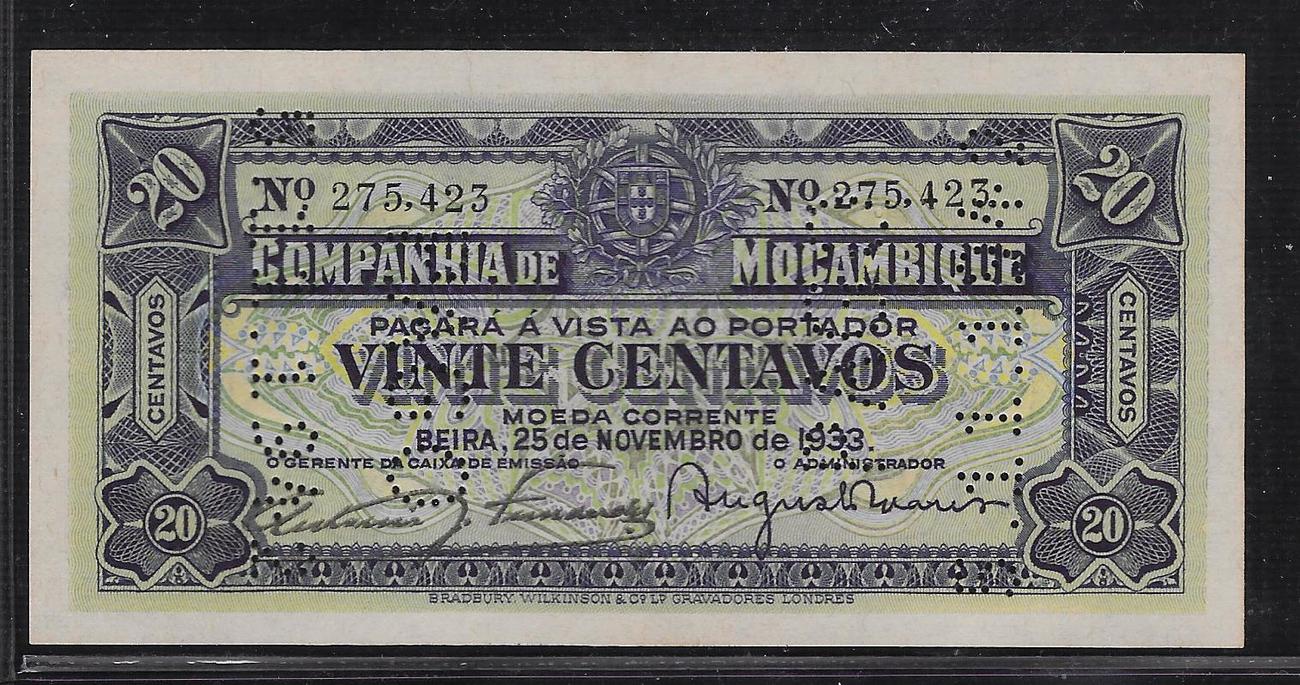 20 20
Nº 275,423 Nº 275,423
COMPANHIA DE MOÇAMBIQUE
CENTAVOS CENTAVOS
PAGARÁ Á VISTA AO PORTADOR
VINTE CENTAVOS
MOEDA CORRENTE
BEIRA, 25 de NOVEMBRO de 1933.
O GERENTE DA CAIXA DE EMISSÃO O ADMINISTRADOR
20 20
BRADBURY, WILKINSON & Cº Lᴰ GRAVADORES LONDRES